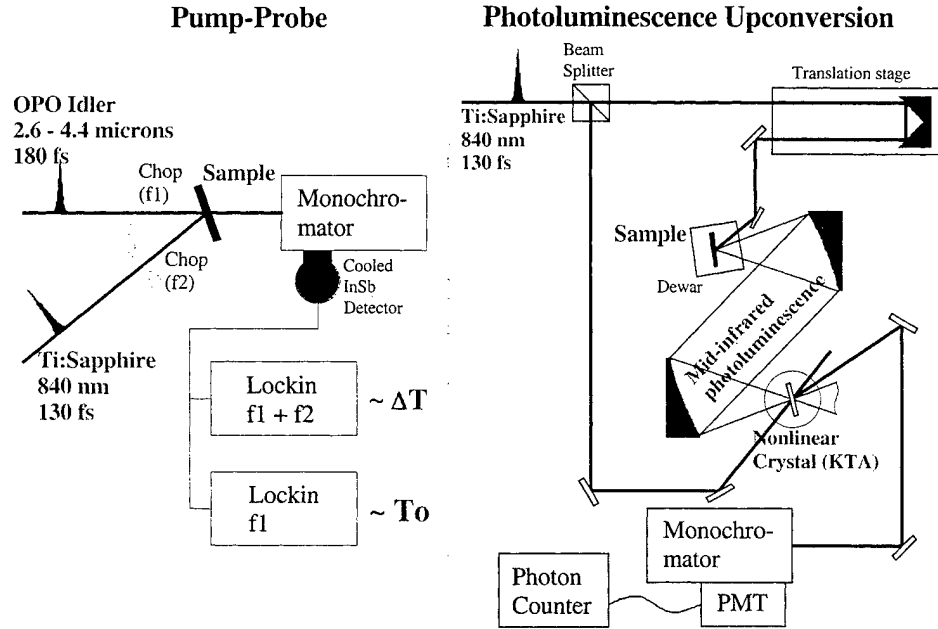 Pump-Probe
OPO Idler
2.6 - 4.4 microns
180 fs
Chop
(f1)
Sample
Monochro-
mator
Chop
(f2)
Cooled
InSb
Detector
Ti:Sapphire
840 nm
130 fs
Lockin
f1 + f2
~ ΔT
Lockin
f1
~ To
Photoluminescence Upconversion
Beam
Splitter
Translation stage
Ti:Sapphire
840 nm
130 fs
Sample
Dewar
Mid-infrared
photoluminescence
Nonlinear
Crystal (KTA)
Monochro-
mator
Photon
Counter
PMT